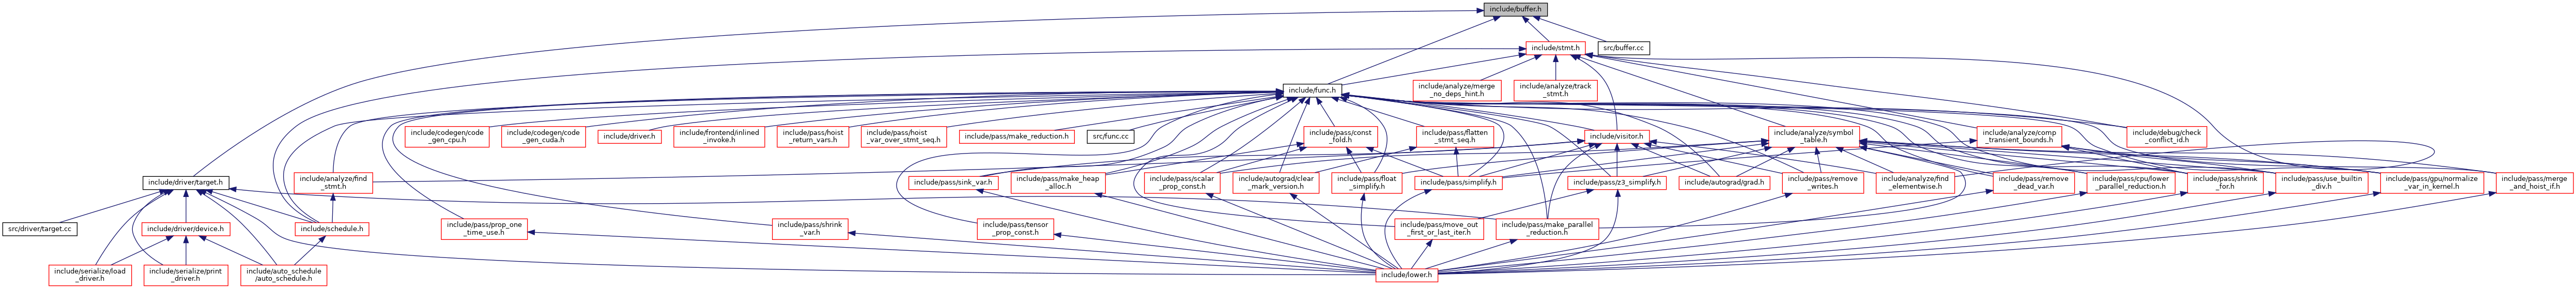 include/buffer.h
include/stmt.h
src/buffer.cc
include/func.h
include/analyze/merge
_no_deps_hint.h
include/analyze/track
_stmt.h
include/codegen/code
_gen_cpu.h
include/codegen/code
_gen_cuda.h
include/driver.h
include/frontend/inlined
_invoke.h
include/pass/hoist
_return_vars.h
include/pass/hoist
_var_over_stmt_seq.h
include/pass/make_reduction.h
src/func.cc
include/pass/const
_fold.h
include/pass/flatten
_stmt_seq.h
include/visitor.h
include/analyze/symbol
_table.h
include/analyze/comp
_transient_bounds.h
include/debug/check
_conflict_id.h
include/driver/target.h
include/analyze/find
_stmt.h
include/pass/sink_var.h
include/pass/make_heap
_alloc.h
include/pass/scalar
_prop_const.h
include/autograd/clear
_mark_version.h
include/pass/float
_simplify.h
include/pass/simplify.h
include/pass/z3_simplify.h
include/autograd/grad.h
include/pass/remove
_writes.h
include/analyze/find
_elementwise.h
include/pass/remove
_dead_var.h
include/pass/cpu/lower
_parallel_reduction.h
include/pass/shrink
_for.h
include/pass/use_builtin
_div.h
include/pass/gpu/normalize
_var_in_kernel.h
include/pass/merge
_and_hoist_if.h
src/driver/target.cc
include/driver/device.h
include/schedule.h
include/pass/prop_one
_time_use.h
include/pass/shrink
_var.h
include/pass/tensor
_prop_const.h
include/pass/move_out
_first_or_last_iter.h
include/pass/make_parallel
_reduction.h
include/serialize/load
_driver.h
include/serialize/print
_driver.h
include/auto_schedule
/auto_schedule.h
include/lower.h